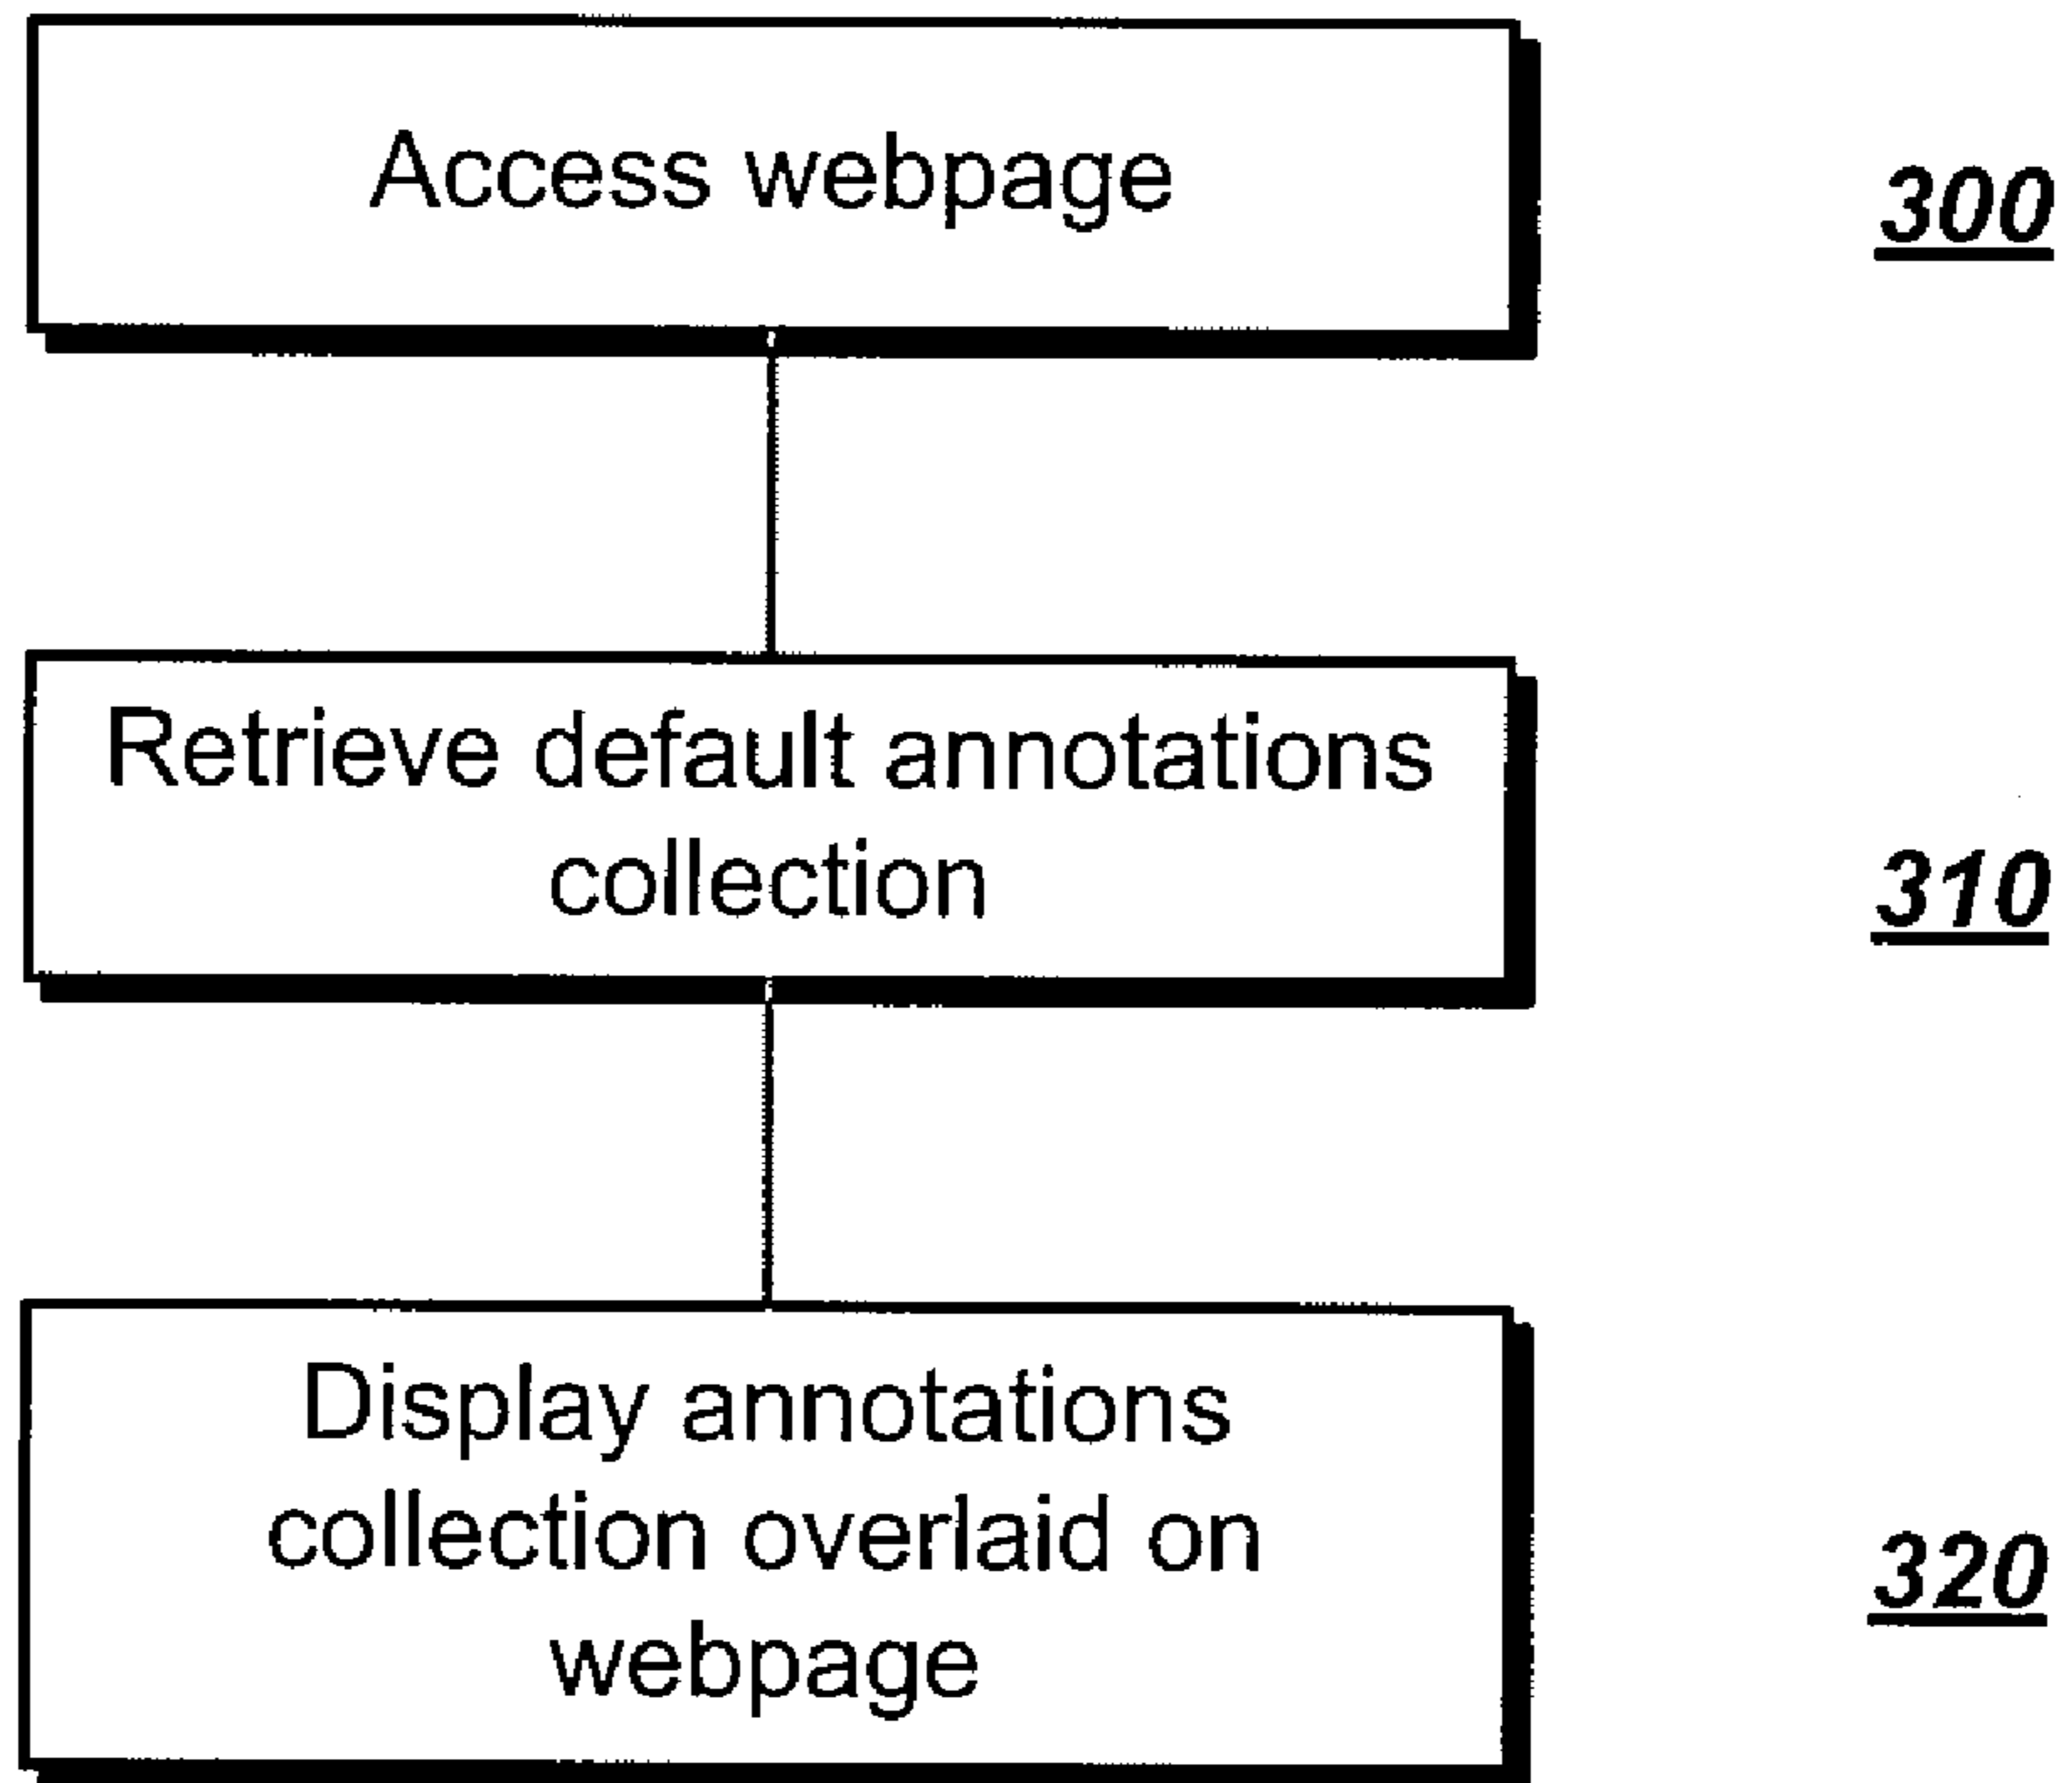 Access webpage
300
Retrieve default annotations
collection
310
Display annotations
collection overlaid on
webpage
320